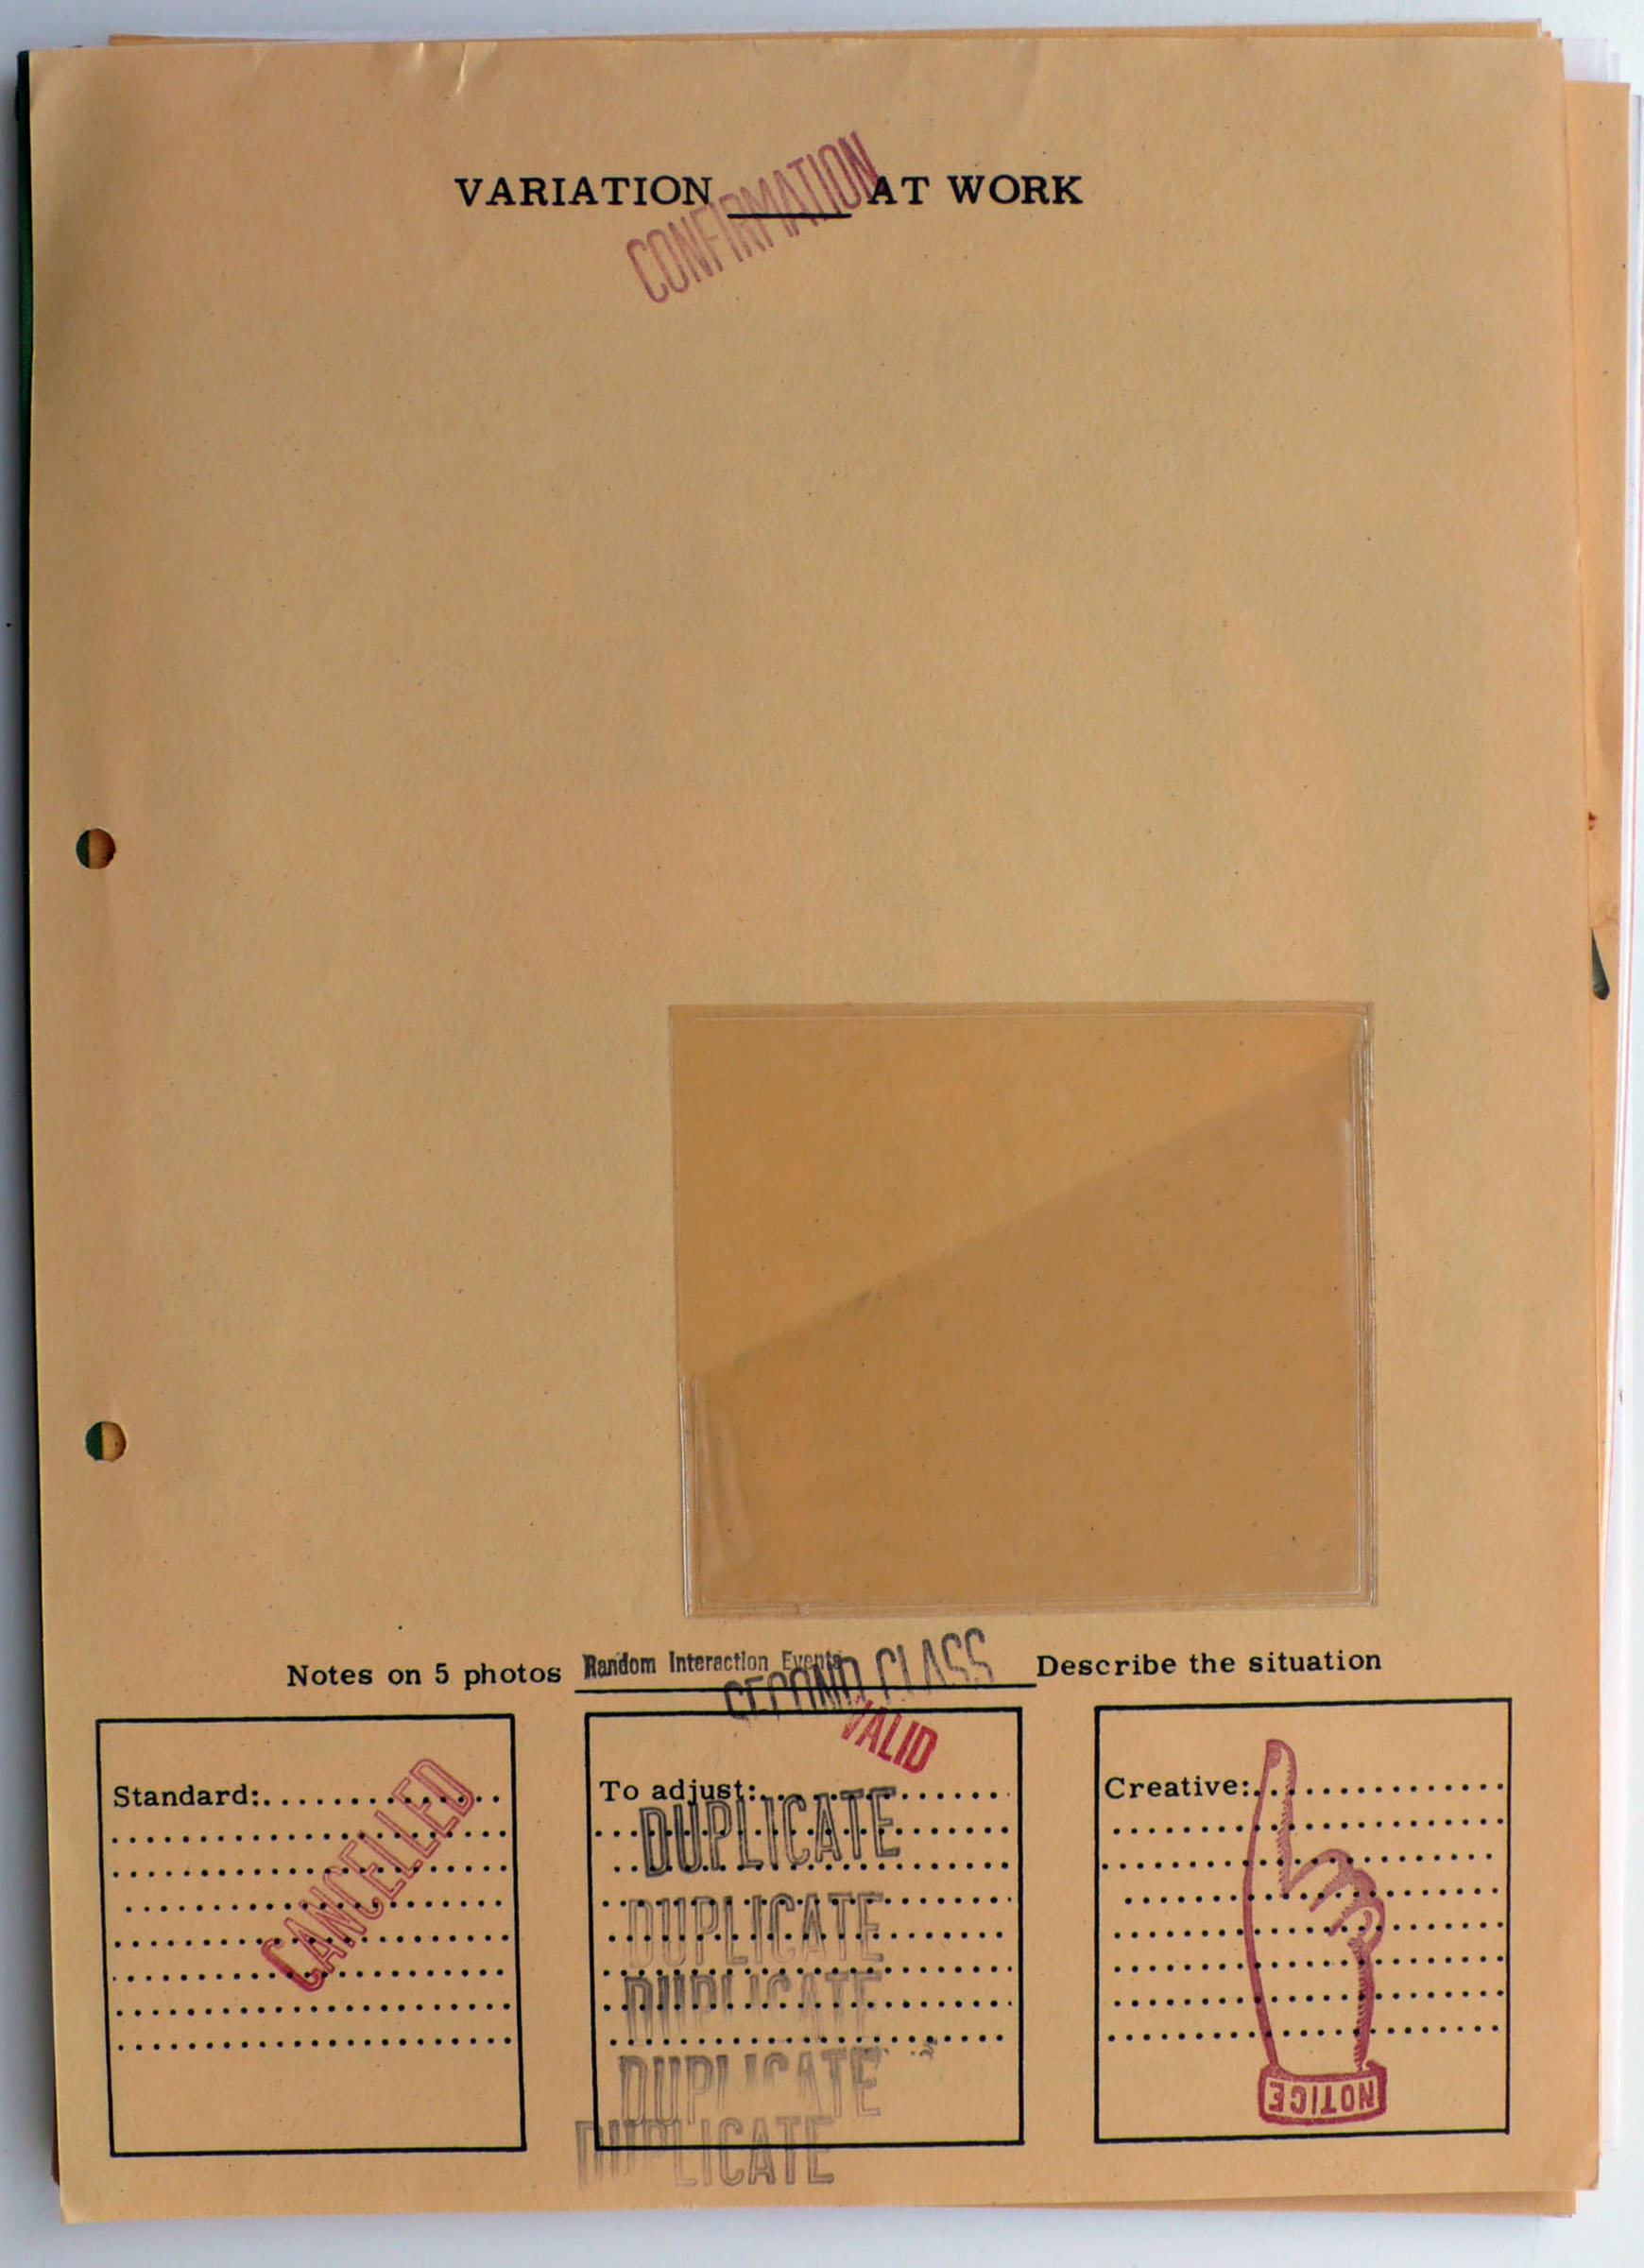 VARIATION ____ AT WORK
CONFIRMATION
Notes on 5 photos Random Interaction Events Describe the situation
SECOND CLASS
VALID
Standard:
CANCELLED
To adjust:
DUPLICATE
DUPLICATE
DUPLICATE
DUPLICATE
DUPLICATE
Creative:
NOTICE